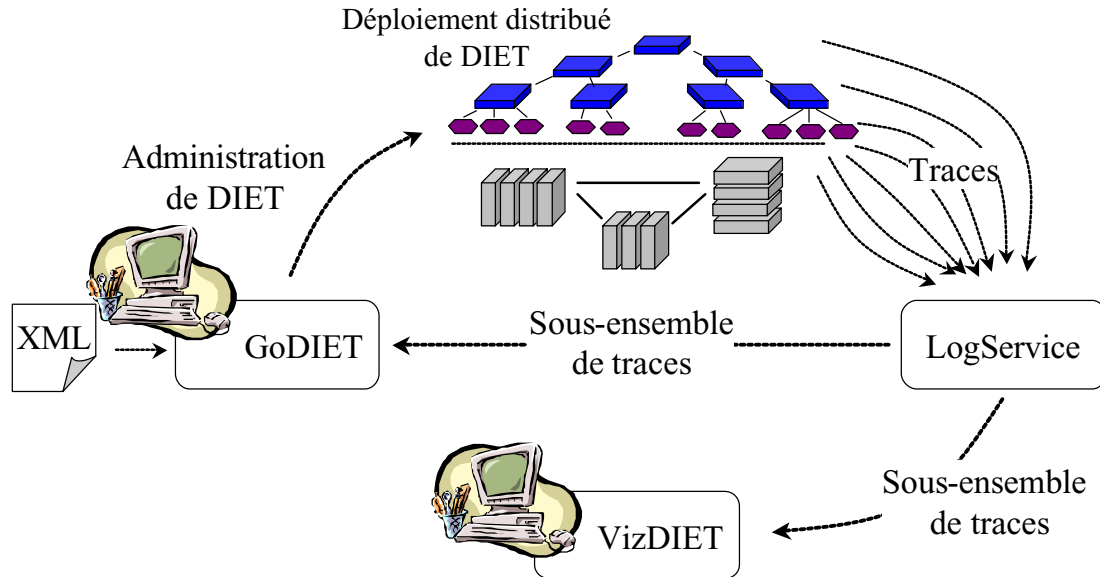 Déploiement distribué
de DIET
Administration
de DIET
Traces
XML
GoDIET
Sous-ensemble
de traces
LogService
Sous-ensemble
de traces
VizDIET